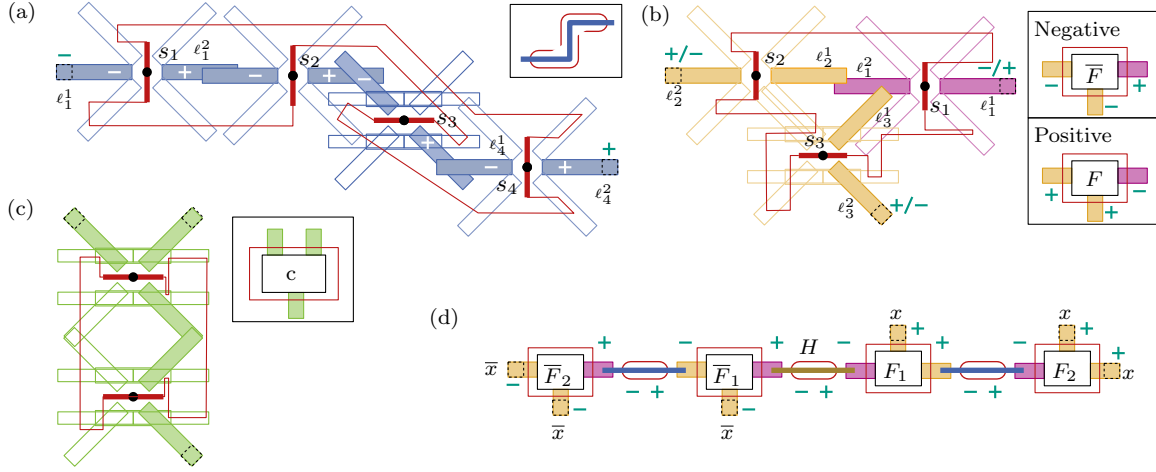 (a)
−
s₁
ℓ₁²
−
+
ℓ₁¹
s₂
−
+
s₃
+
ℓ₄¹
−
s₄
+
+
ℓ₄²
(b)
+/−
s₂
ℓ₂¹
ℓ₁²
−/+
ℓ₂²
s₁
ℓ₁¹
ℓ₃¹
s₃
ℓ₃²
+/−
Negative
F̅
−
+
−
Positive
F
+
−
+
(c)
c
(d)
x̅
−
F̅₂
+
−
x̅
− +
−
F̅₁
+
−
x̅
H
− +
−
x
+
F₁
+
− +
−
x
+
F₂
+
x